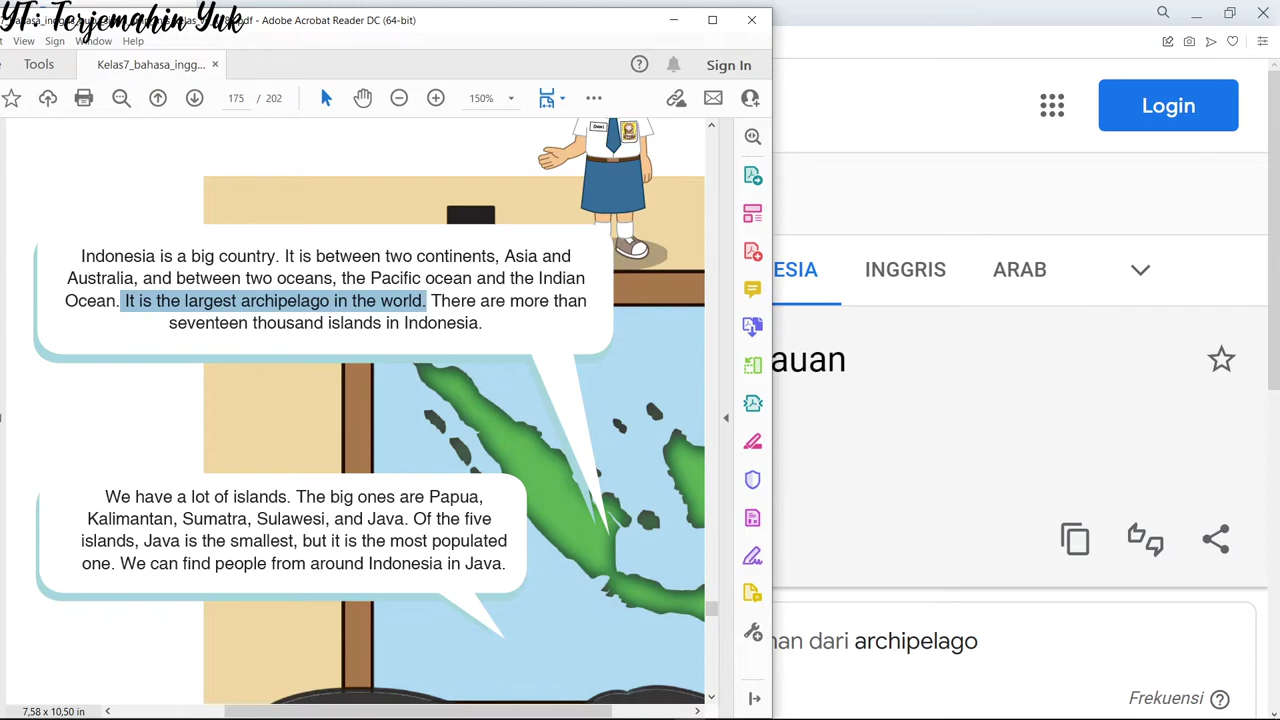 YT: Terjemahin Yuk
.pdf - Adobe Acrobat Reader DC (64-bit)
View Sign Window Help
Tools Kelas7_bahasa_ingg... Sign In
175 / 202 150%
Dani
Indonesia is a big country. It is between two continents, Asia and
Australia, and between two oceans, the Pacific ocean and the Indian
Ocean. It is the largest archipelago in the world. There are more than
seventeen thousand islands in Indonesia.
We have a lot of islands. The big ones are Papua,
Kalimantan, Sumatra, Sulawesi, and Java. Of the five
islands, Java is the smallest, but it is the most populated
one. We can find people from around Indonesia in Java.
7,58 x 10,50 in
Login
ESIA INGGRIS ARAB
auan
nan dari archipelago
Frekuensi